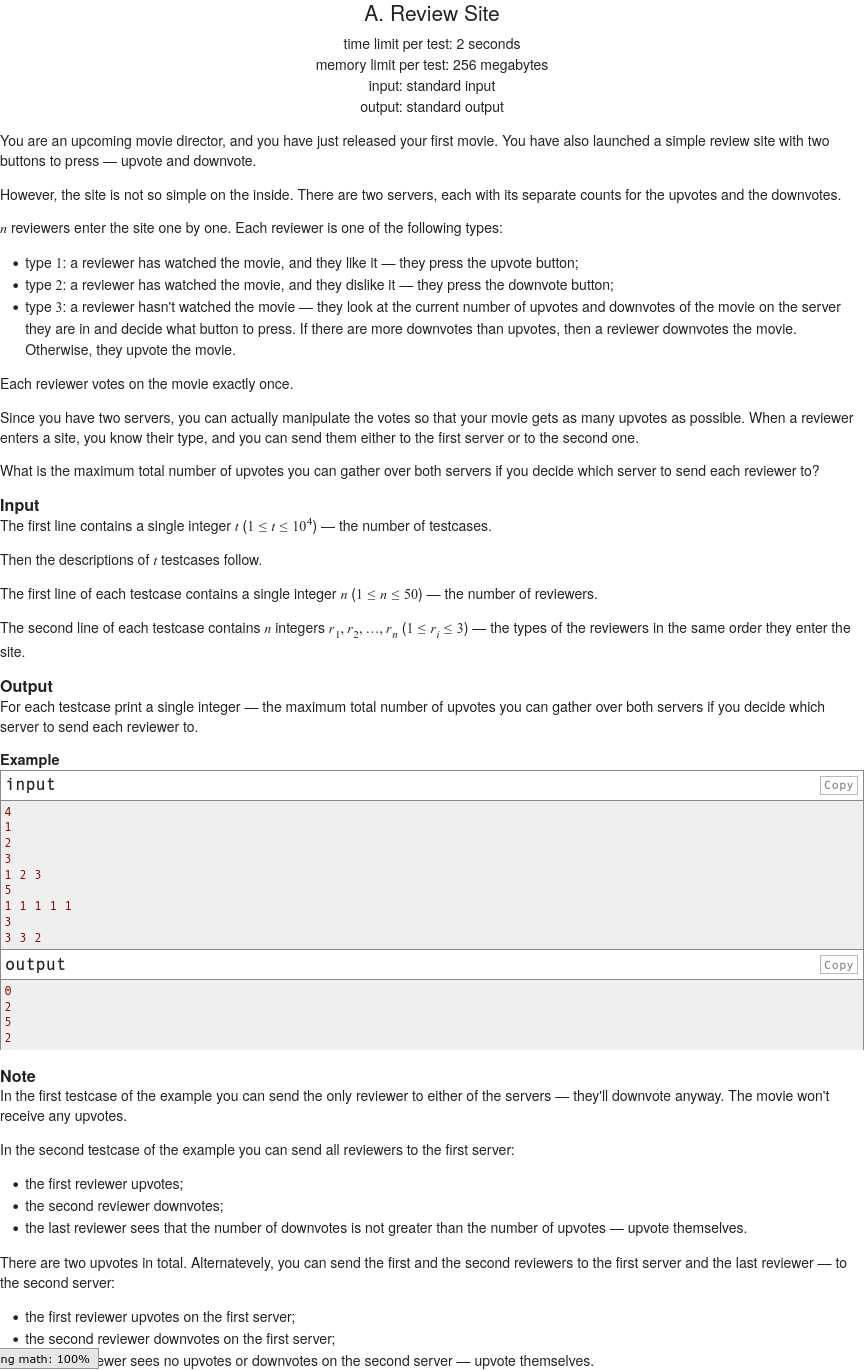 A. Review Site
time limit per test: 2 seconds
memory limit per test: 256 megabytes
input: standard input
output: standard output
You are an upcoming movie director, and you have just released your first movie. You have also launched a simple review site with two
buttons to press — upvote and downvote.
However, the site is not so simple on the inside. There are two servers, each with its separate counts for the upvotes and the downvotes.
n reviewers enter the site one by one. Each reviewer is one of the following types:
• type 1: a reviewer has watched the movie, and they like it — they press the upvote button;
• type 2: a reviewer has watched the movie, and they dislike it — they press the downvote button;
• type 3: a reviewer hasn't watched the movie — they look at the current number of upvotes and downvotes of the movie on the server
they are in and decide what button to press. If there are more downvotes than upvotes, then a reviewer downvotes the movie.
Otherwise, they upvote the movie.
Each reviewer votes on the movie exactly once.
Since you have two servers, you can actually manipulate the votes so that your movie gets as many upvotes as possible. When a reviewer
enters a site, you know their type, and you can send them either to the first server or to the second one.
What is the maximum total number of upvotes you can gather over both servers if you decide which server to send each reviewer to?
Input
The first line contains a single integer t (1 ≤ t ≤ 10⁴) — the number of testcases.
Then the descriptions of t testcases follow.
The first line of each testcase contains a single integer n (1 ≤ n ≤ 50) — the number of reviewers.
The second line of each testcase contains n integers r₁, r₂, …, rₙ (1 ≤ rᵢ ≤ 3) — the types of the reviewers in the same order they enter the
site.
Output
For each testcase print a single integer — the maximum total number of upvotes you can gather over both servers if you decide which
server to send each reviewer to.
Example
input Copy
4
1
2
3
1 2 3
5
1 1 1 1 1
3
3 3 2
output Copy
0
2
5
2
Note
In the first testcase of the example you can send the only reviewer to either of the servers — they'll downvote anyway. The movie won't
receive any upvotes.
In the second testcase of the example you can send all reviewers to the first server:
• the first reviewer upvotes;
• the second reviewer downvotes;
• the last reviewer sees that the number of downvotes is not greater than the number of upvotes — upvote themselves.
There are two upvotes in total. Alternatevely, you can send the first and the second reviewers to the first server and the last reviewer — to
the second server:
• the first reviewer upvotes on the first server;
• the second reviewer downvotes on the first server;
ng math: 100% ewer sees no upvotes or downvotes on the second server — upvote themselves.